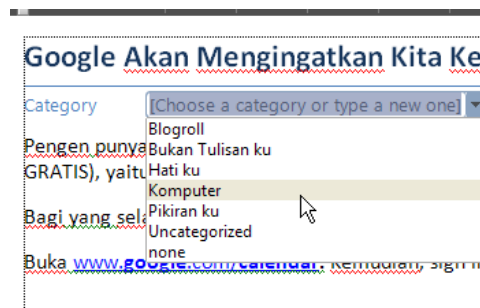 Google Akan Mengingatkan Kita Ke
Category [Choose a category or type a new one]
Blogroll
Pengen punya Bukan Tulisan ku
GRATIS), yaitu Hati ku
Komputer
Bagi yang sela Pikiran ku
Uncategorized
none
Buka www.google.com/calendar. Kemudian, sign i